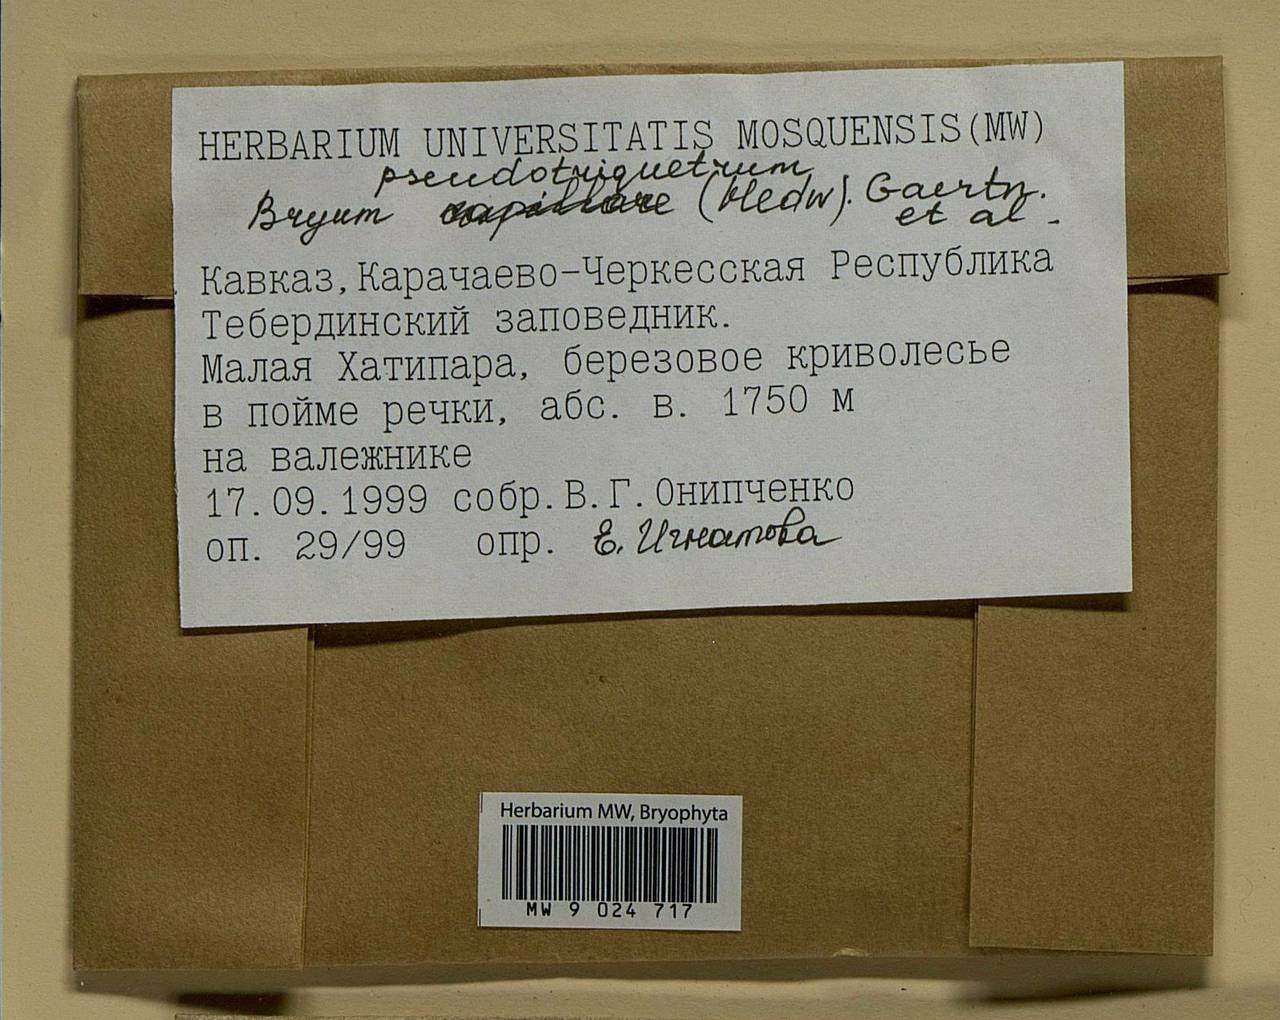 HERBARIUM UNIVERSITATIS MOSQUENSIS(MW)
pseudotriquetrum
Bryum capillare (Hedw). Gaertn.
et al.
Кавказ, Карачаево-Черкесская Республика
Тебердинский заповедник.
Малая Хатипара, березовое криволесье
в пойме речки, абс. в. 1750 м
на валежнике
17.09.1999 собр. В.Г. Онипченко
оп. 29/99 опр. Е. Игнатова
Herbarium MW, Bryophyta
MW 9 024 717